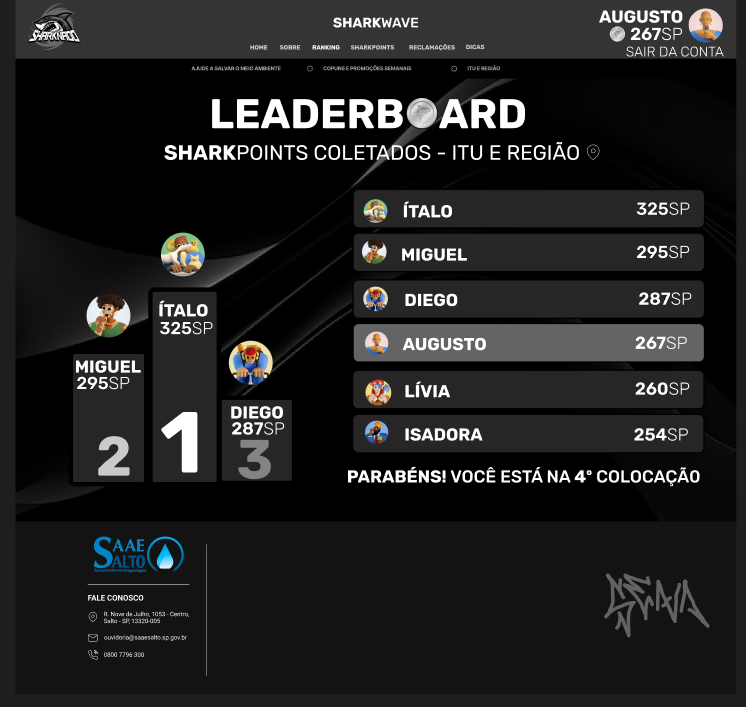 SHARKNADO
SHARKWAVE
AUGUSTO
267SP
SAIR DA CONTA
HOME SOBRE RANKING SHARKPOINTS RECLAMAÇÕES DICAS
AJUDE A SALVAR O MEIO AMBIENTE COPUNS E PROMOÇÕES SEMANAIS ITU E REGIÃO
LEADERBOARD
SHARKPOINTS COLETADOS - ITU E REGIÃO
ÍTALO
325SP
MIGUEL
295SP
DIEGO
287SP
1
2
3
ÍTALO 325SP
MIGUEL 295SP
DIEGO 287SP
AUGUSTO 267SP
LÍVIA 260SP
ISADORA 254SP
PARABÉNS! VOCÊ ESTÁ NA 4º COLOCAÇÃO
SAAE
SALTO
FALE CONOSCO
R. Nove de Julho, 1053 - Centro,
Salto - SP, 13320-005
ouvidoria@saaesalto.sp.gov.br
0800 7796 300